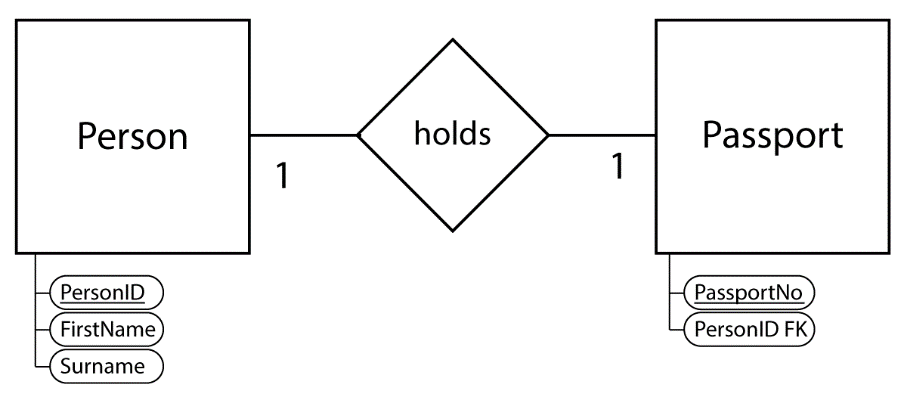 Person
1
holds
1
Passport
PersonID
FirstName
Surname
PassportNo
PersonID FK